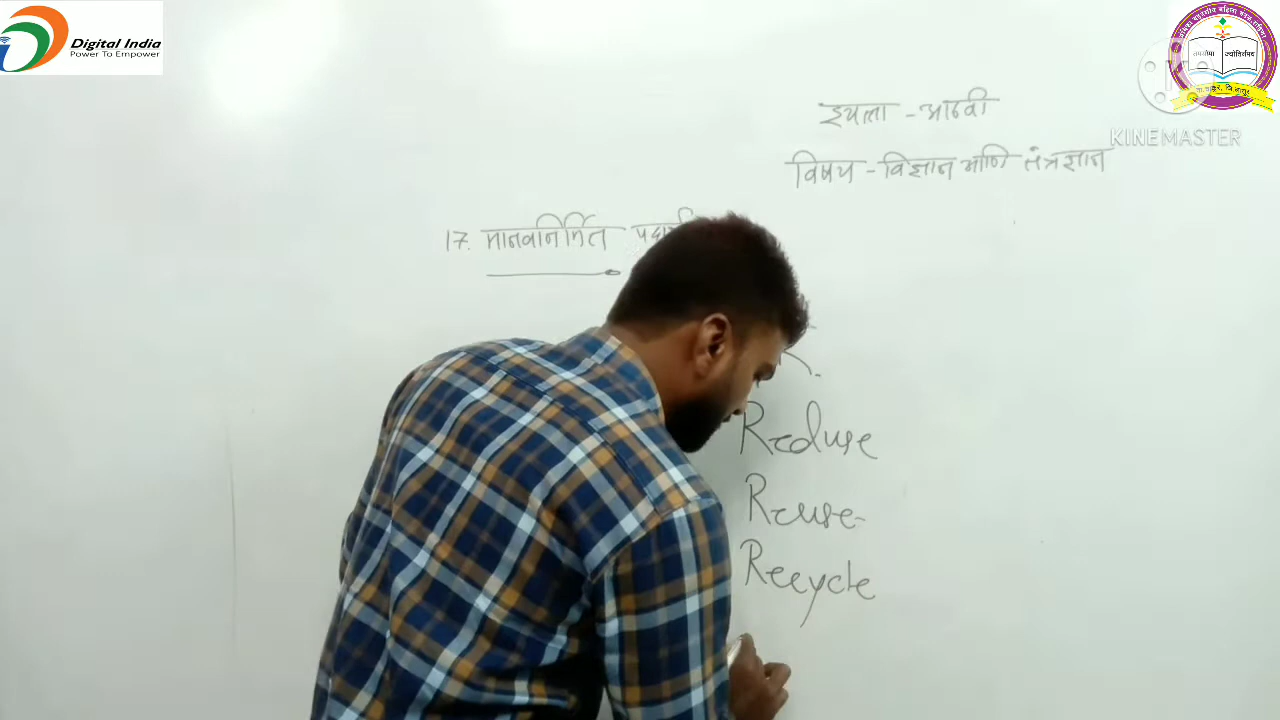 Digital India
Power To Empower
KINEMASTER
इयत्ता - आठवी
विषय - विज्ञान आणि तंत्रज्ञान
17. मानवनिर्मित
Reduse
Reuse
Recycle